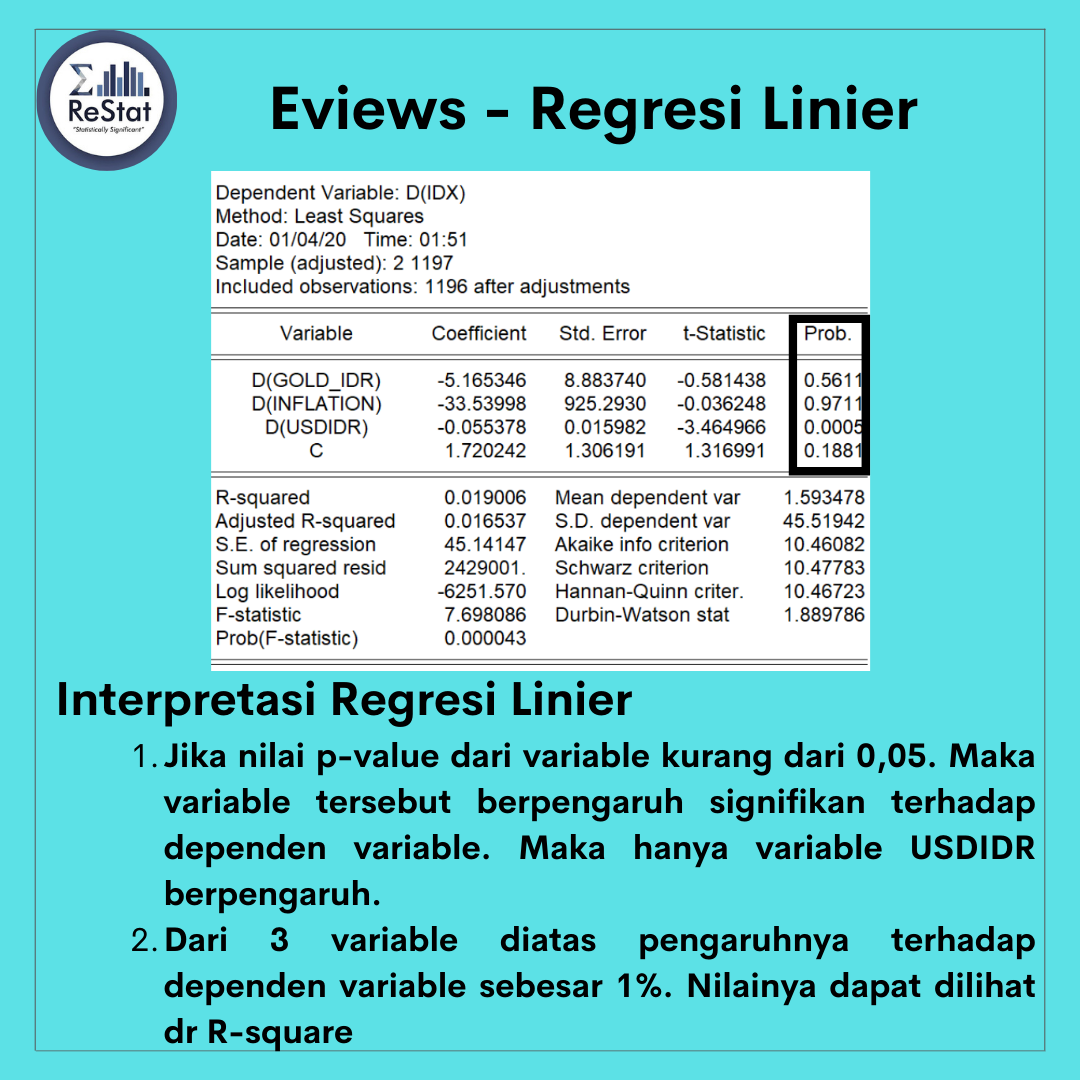 ReStat
"Statistically Significant"
Eviews - Regresi Linier
Dependent Variable: D(IDX)
Method: Least Squares
Date: 01/04/20 Time: 01:51
Sample (adjusted): 2 1197
Included observations: 1196 after adjustments
Variable Coefficient Std. Error t-Statistic Prob.
D(GOLD_IDR) -5.165346 8.883740 -0.581438 0.5611
D(INFLATION) -33.53998 925.2930 -0.036248 0.9711
D(USDIDR) -0.055378 0.015982 -3.464966 0.0005
C 1.720242 1.306191 1.316991 0.1881
R-squared 0.019006 Mean dependent var 1.593478
Adjusted R-squared 0.016537 S.D. dependent var 45.51942
S.E. of regression 45.14147 Akaike info criterion 10.46082
Sum squared resid 2429001. Schwarz criterion 10.47783
Log likelihood -6251.570 Hannan-Quinn criter. 10.46723
F-statistic 7.698086 Durbin-Watson stat 1.889786
Prob(F-statistic) 0.000043
Interpretasi Regresi Linier
1. Jika nilai p-value dari variable kurang dari 0,05. Maka
variable tersebut berpengaruh signifikan terhadap
dependen variable. Maka hanya variable USDIDR
berpengaruh.
2. Dari 3 variable diatas pengaruhnya terhadap
dependen variable sebesar 1%. Nilainya dapat dilihat
dr R-square